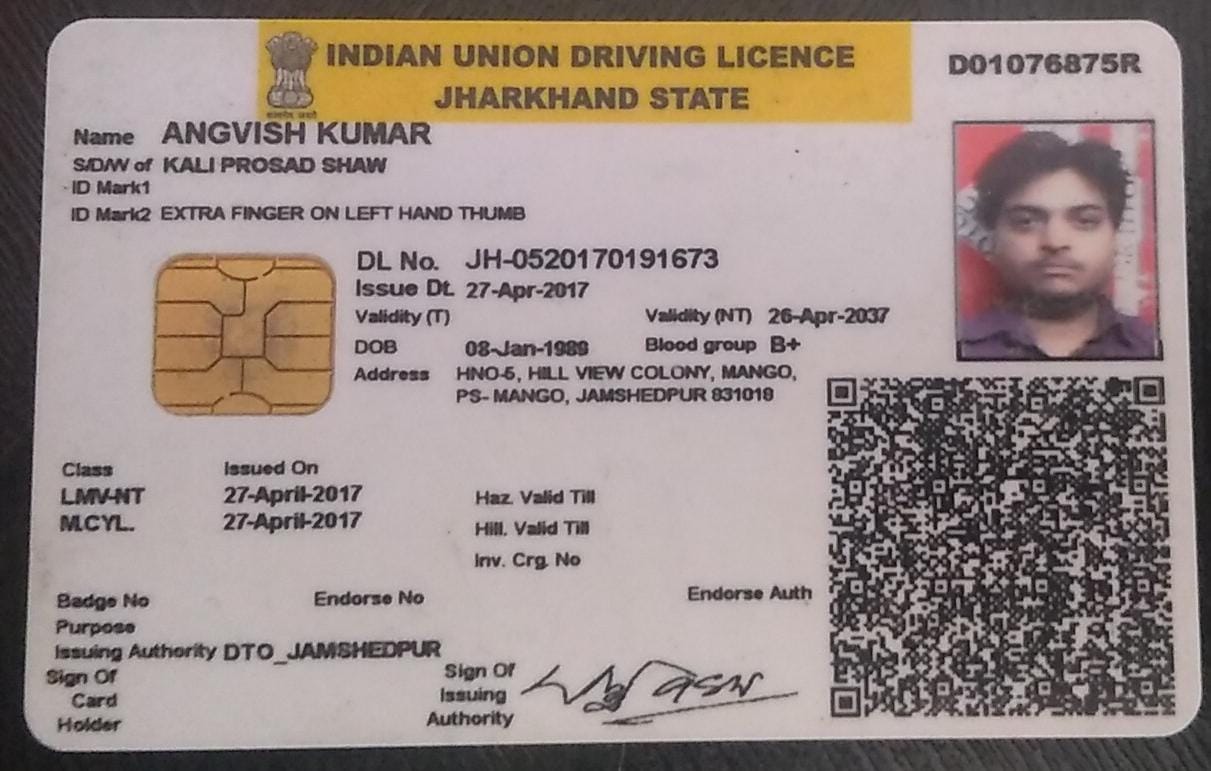 INDIAN UNION DRIVING LICENCE
JHARKHAND STATE
D01076875R
Name ANGVISH KUMAR
S/D/W of KALI PROSAD SHAW
ID Mark1
ID Mark2 EXTRA FINGER ON LEFT HAND THUMB
DL No. JH-0520170191673
Issue Dt. 27-Apr-2017
Validity (T) Validity (NT) 26-Apr-2037
DOB 08-Jan-1989 Blood group B+
Address HNO-5, HILL VIEW COLONY, MANGO,
PS- MANGO, JAMSHEDPUR 831018
Class Issued On
LMV-NT 27-April-2017 Haz. Valid Till
M.CYL. 27-April-2017 Hill. Valid Till
Inv. Crg. No
Badge No Endorse No Endorse Auth
Purpose
Issuing Authority DTO_JAMSHEDPUR
Sign Of Card Holder
Sign Of Issuing Authority